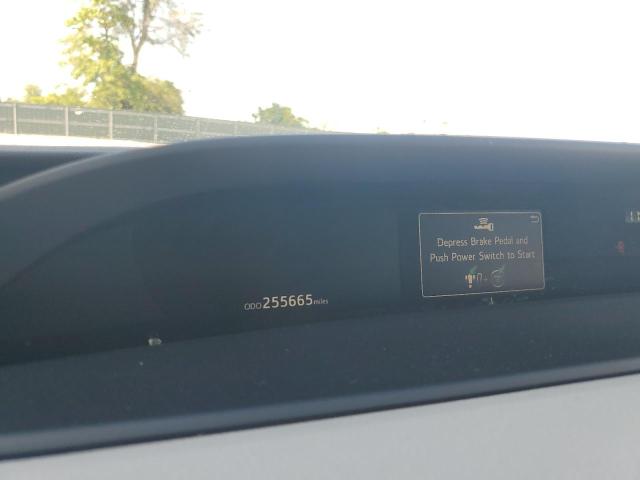 Depress Brake Pedal and
Push Power Switch to Start
ODO 255665 miles